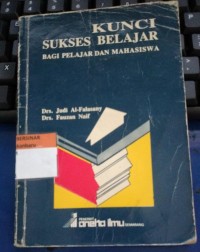 KUNCI
SUKSES BELAJAR
BAGI PELAJAR DAN MAHASISWA
Drs. Judi Al-Falasany
Drs. Fauzan Naif
aneka ilmu